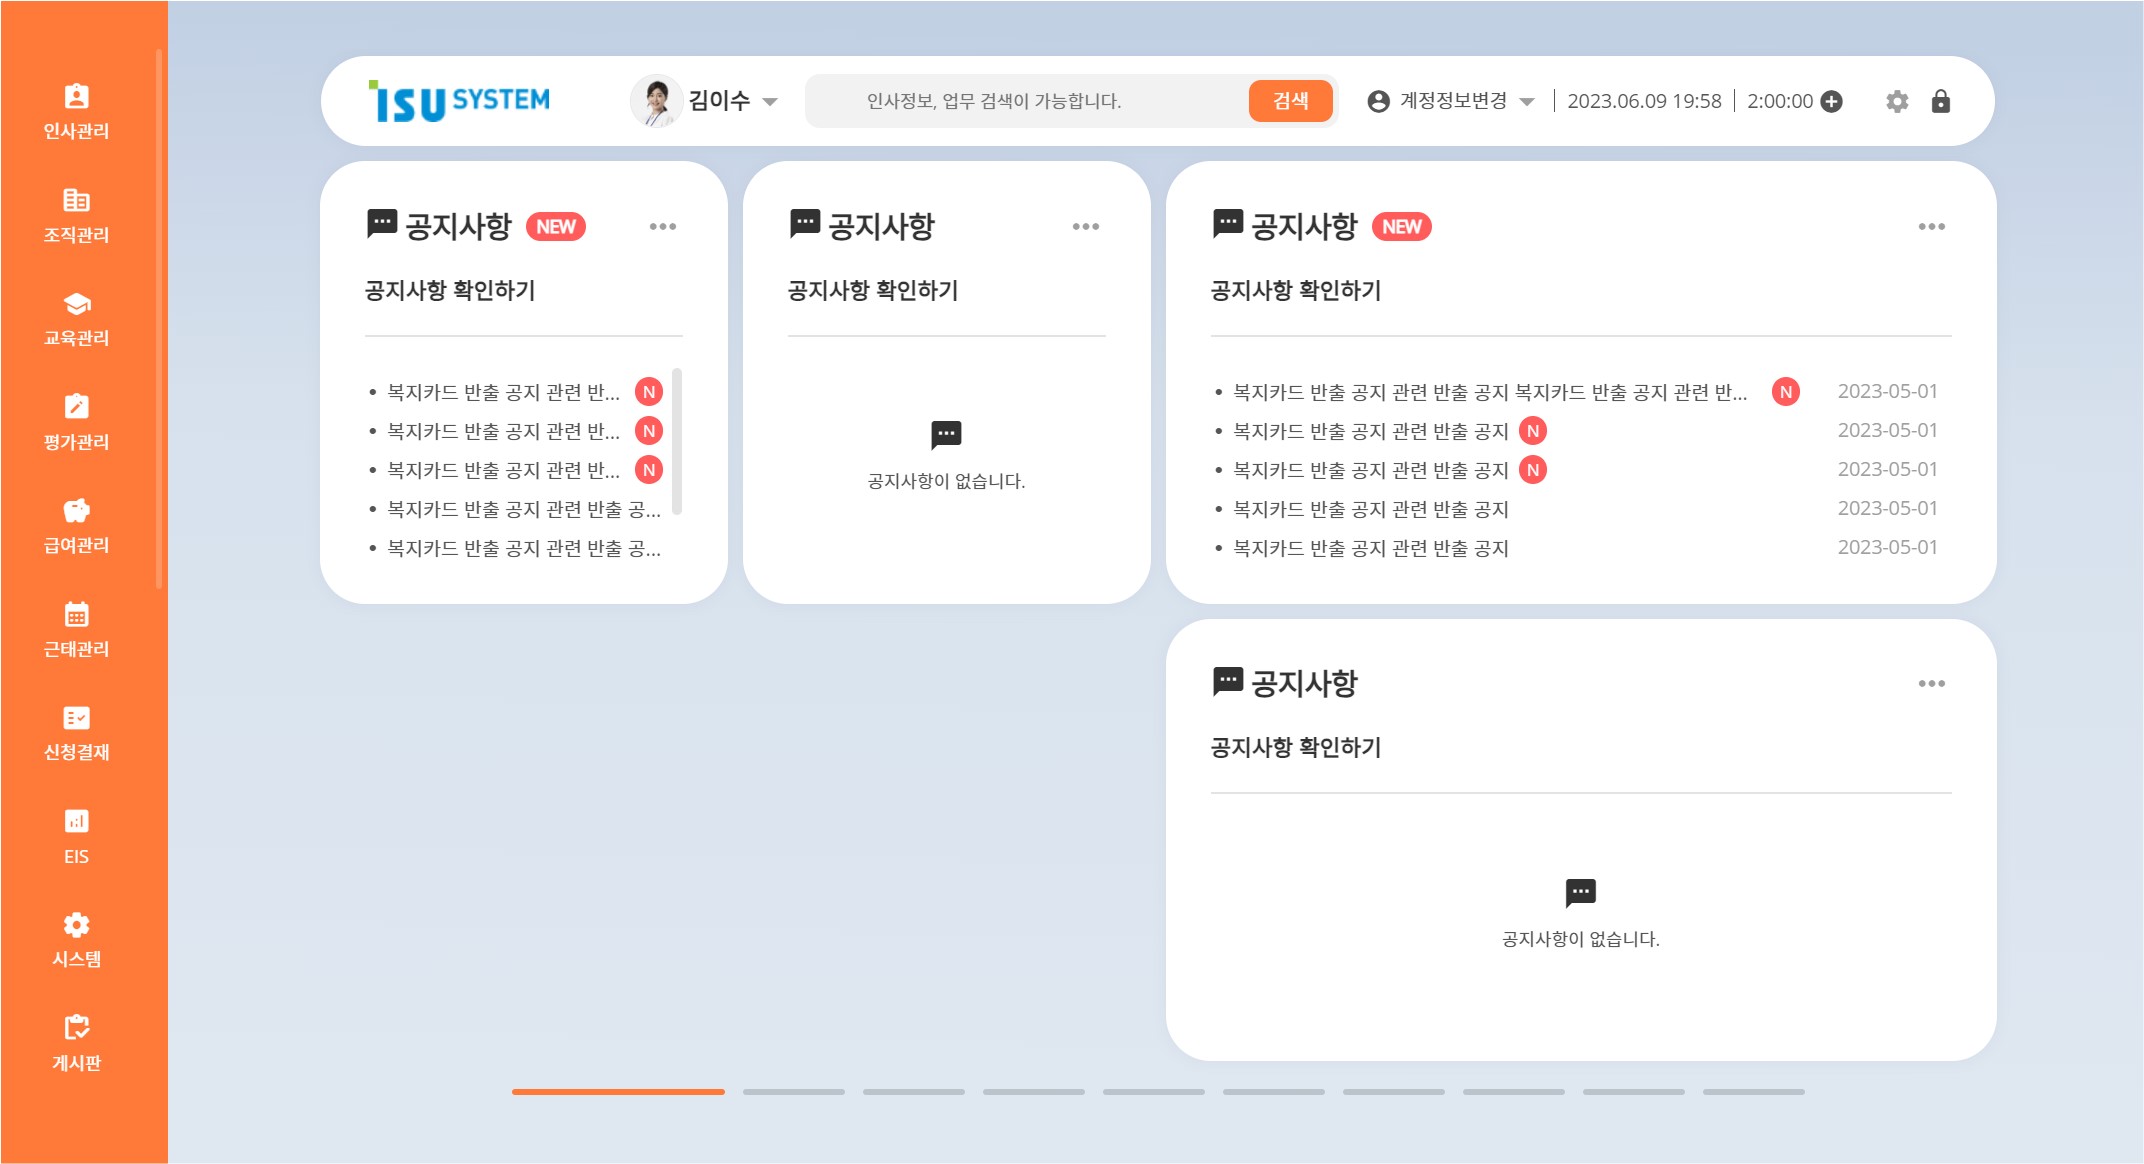 인사관리
조직관리
교육관리
평가관리
급여관리
근태관리
신청결재
EIS
시스템
게시판
ISU SYSTEM
김이수
인사정보, 업무 검색이 가능합니다.
검색
계정정보변경
2023.06.09 19:58
2:00:00
공지사항 NEW
공지사항 확인하기
• 복지카드 반출 공지 관련 반... N
• 복지카드 반출 공지 관련 반... N
• 복지카드 반출 공지 관련 반... N
• 복지카드 반출 공지 관련 반출 공...
• 복지카드 반출 공지 관련 반출 공...
공지사항
공지사항 확인하기
공지사항이 없습니다.
공지사항 NEW
공지사항 확인하기
• 복지카드 반출 공지 관련 반출 공지 복지카드 반출 공지 관련 반... N 2023-05-01
• 복지카드 반출 공지 관련 반출 공지 N 2023-05-01
• 복지카드 반출 공지 관련 반출 공지 N 2023-05-01
• 복지카드 반출 공지 관련 반출 공지 2023-05-01
• 복지카드 반출 공지 관련 반출 공지 2023-05-01
공지사항
공지사항 확인하기
공지사항이 없습니다.